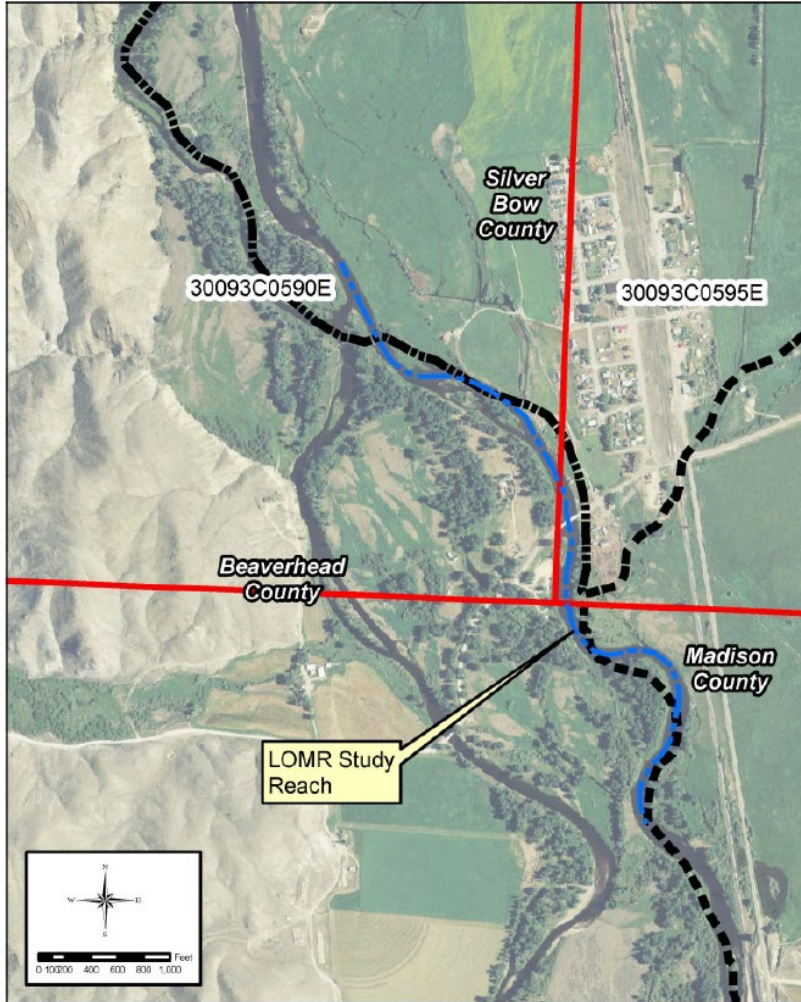 Silver
Bow
County
30093C0590E
30093C0595E
Beaverhead
County
Madison
County
LOMR Study
Reach
N
W
E
S
Feet
0 100200 400 600 800 1,000